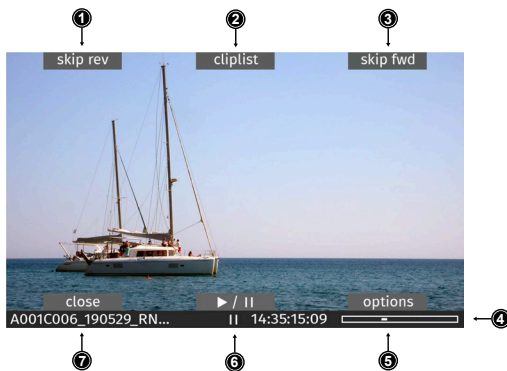 1 2 3
skip rev cliplist skip fwd
close ▶ / II options
A001C006_190529_RN... II 14:35:15:09 4
7 6 5